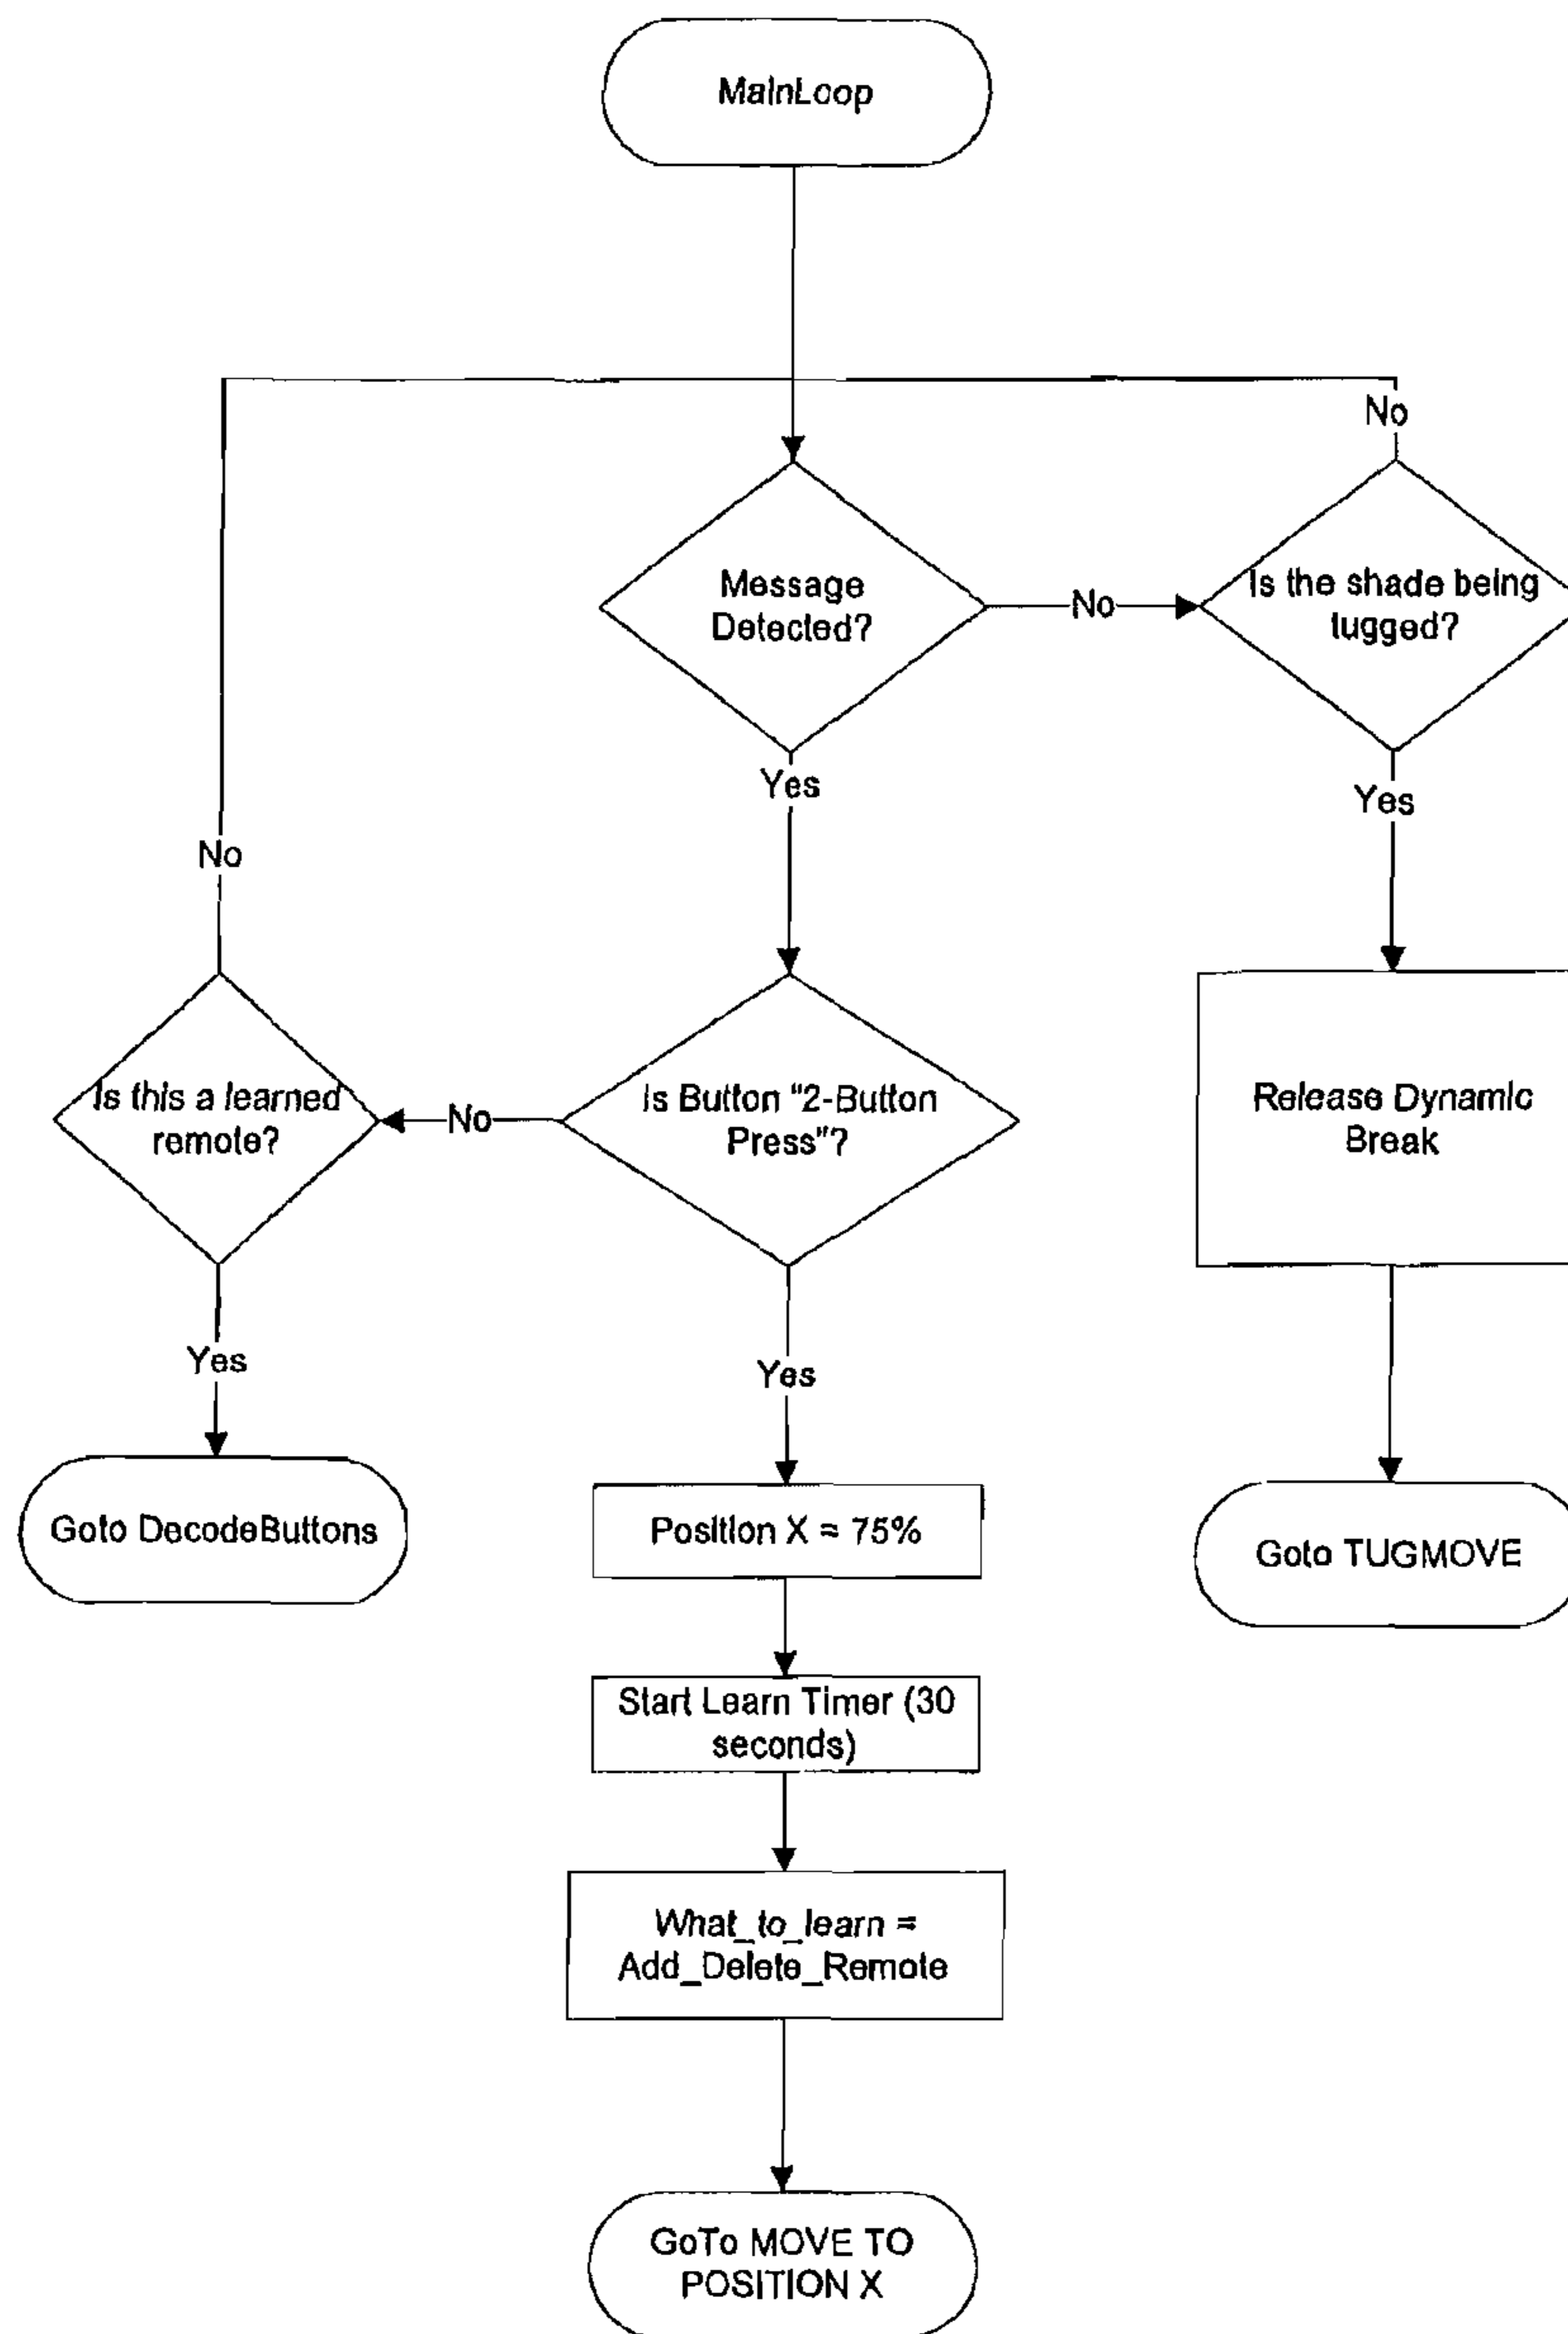 MainLoop
No
Message
Detected?
No
Is the shade being
tugged?
Yes
Yes
No
Is this a learned
remote?
No
Is Button "2-Button
Press"?
Release Dynamic
Break
Yes
Yes
Goto DecodeButtons
Position X = 75%
Goto TUGMOVE
Start Learn Timer (30
seconds)
What_to_learn =
Add_Delete_Remote
GoTo MOVE TO
POSITION X